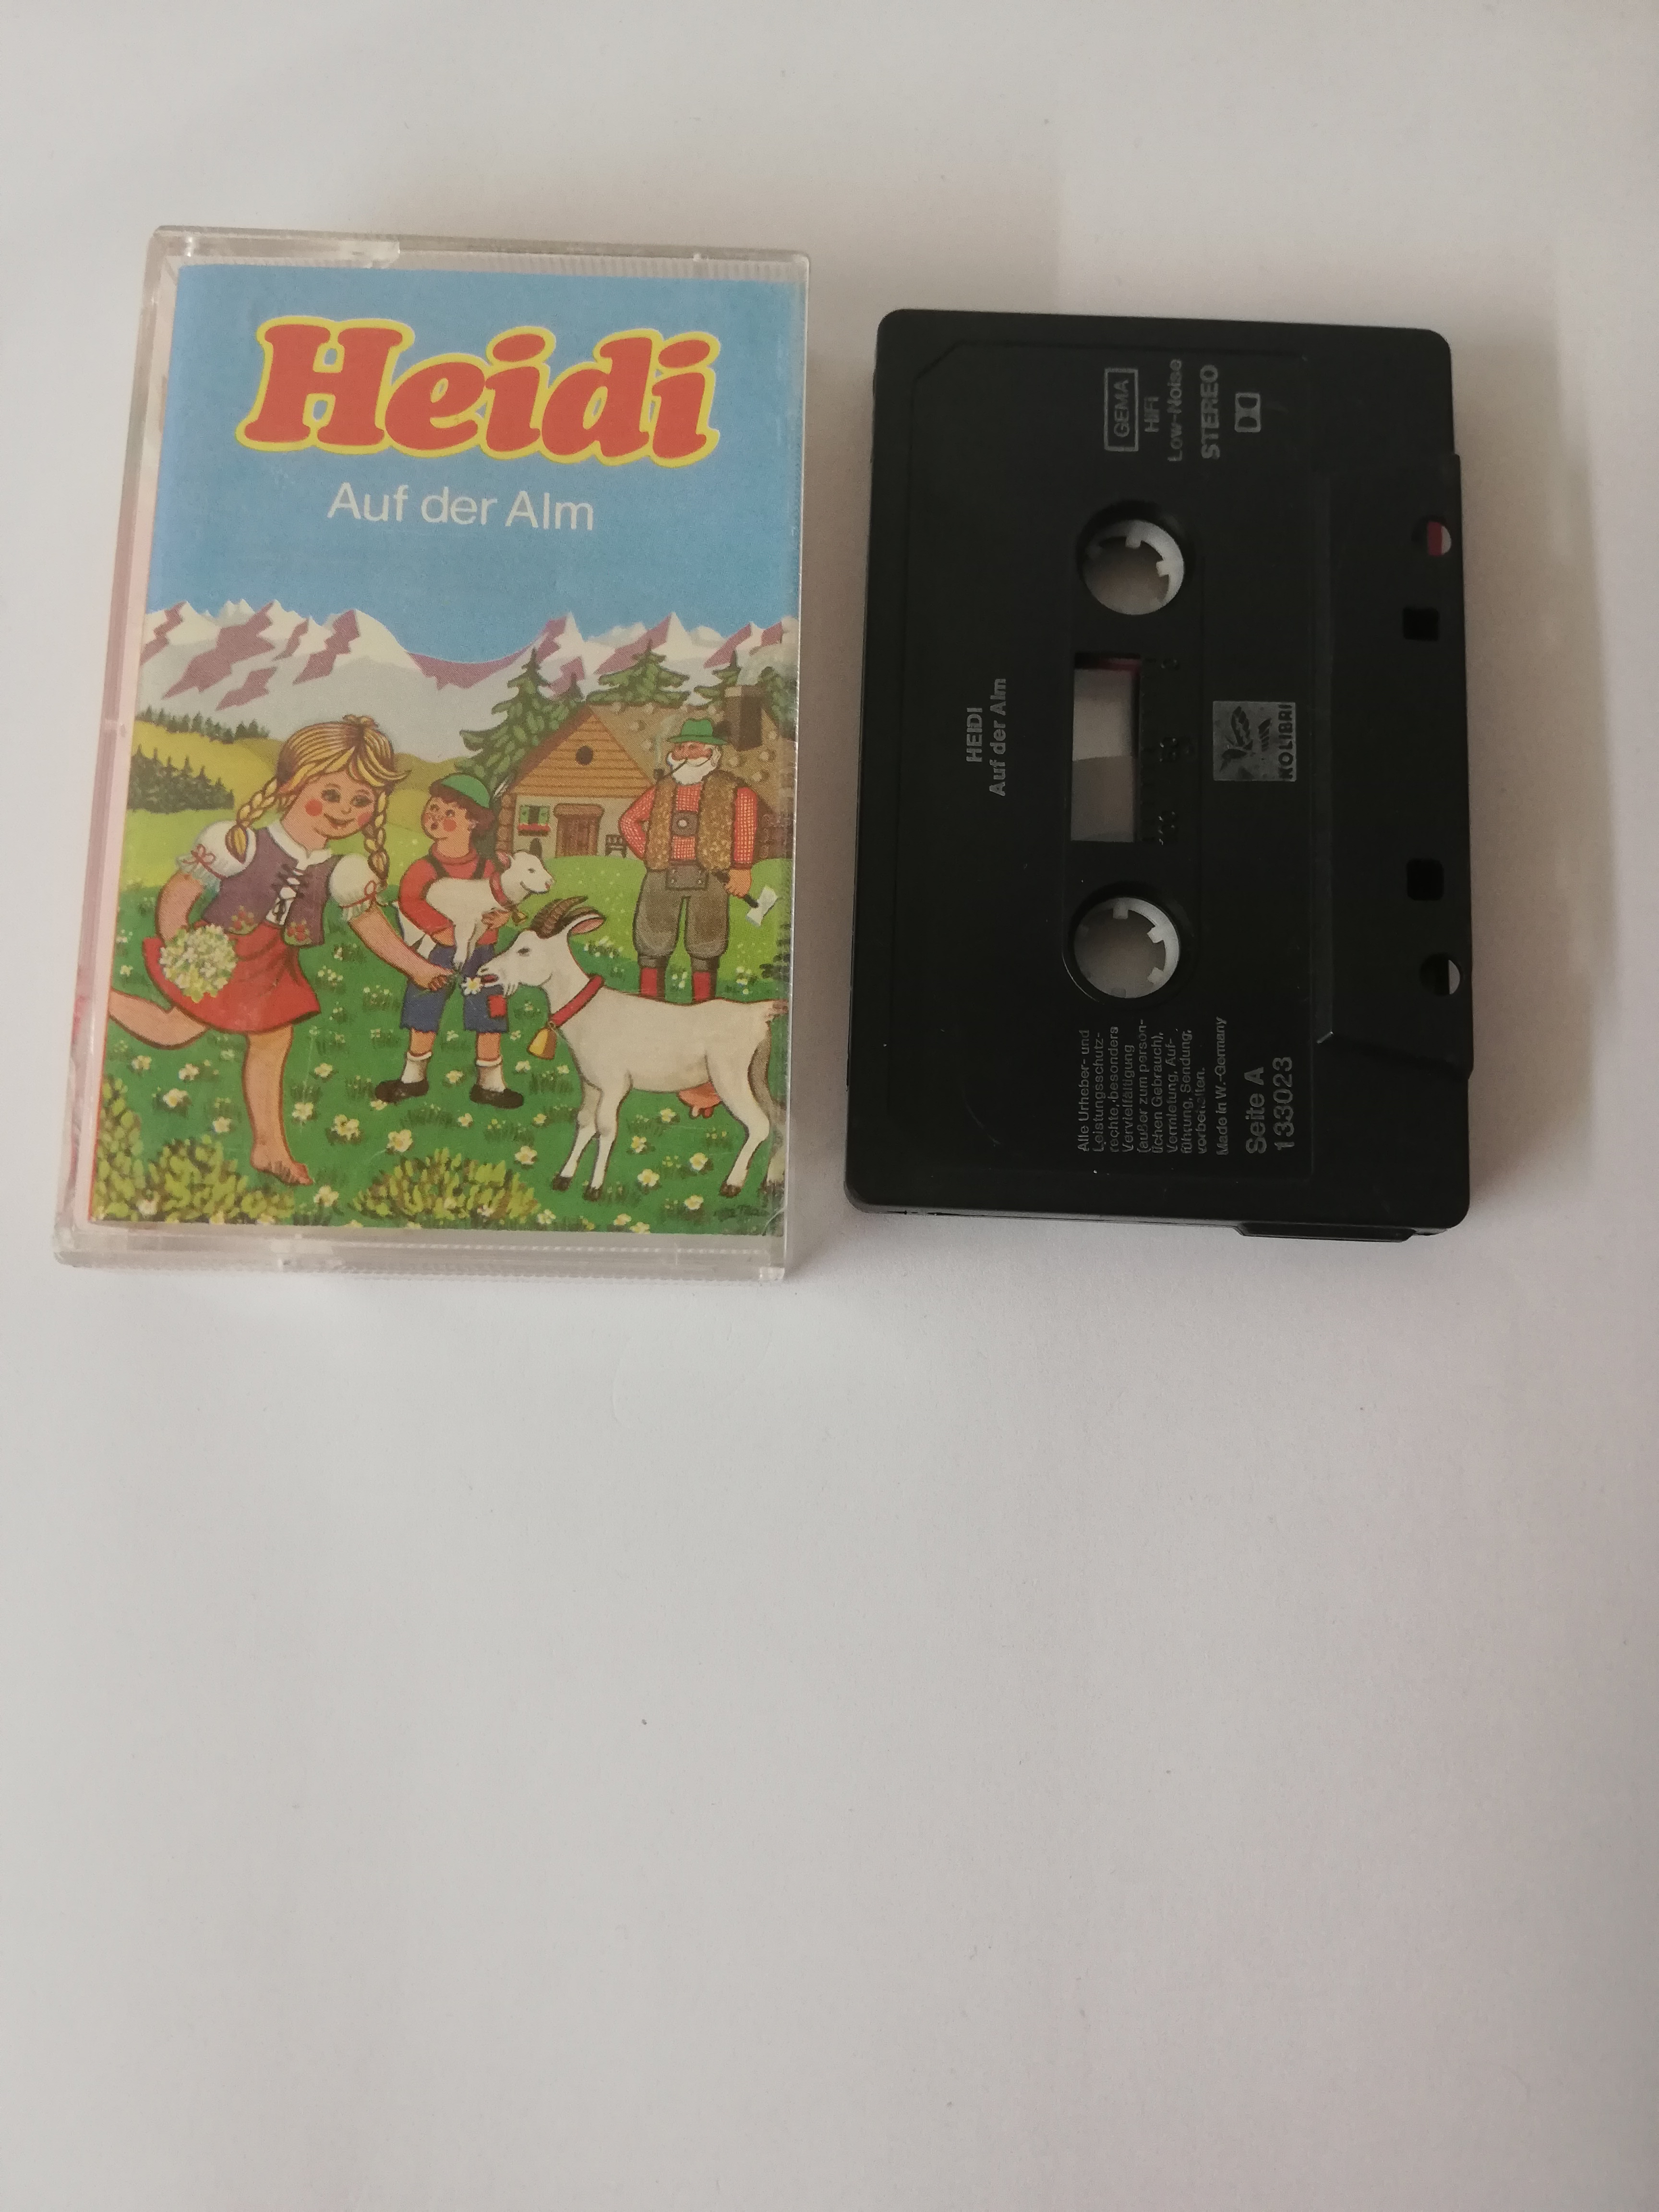 Heidi
Auf der Alm
HEIDI
Auf der Alm
GEMA
HiFi
Low-Noise
STEREO
KOLIBRI
Alle Urheber- und
Leistungsschutz-
rechte, besonders
Vervielfältigung
(außer zum persön-
lichen Gebrauch),
Vermietung, Auf-
führung, Sendung,
vorbehalten.
Made in W.-Germany
Seite A
133023